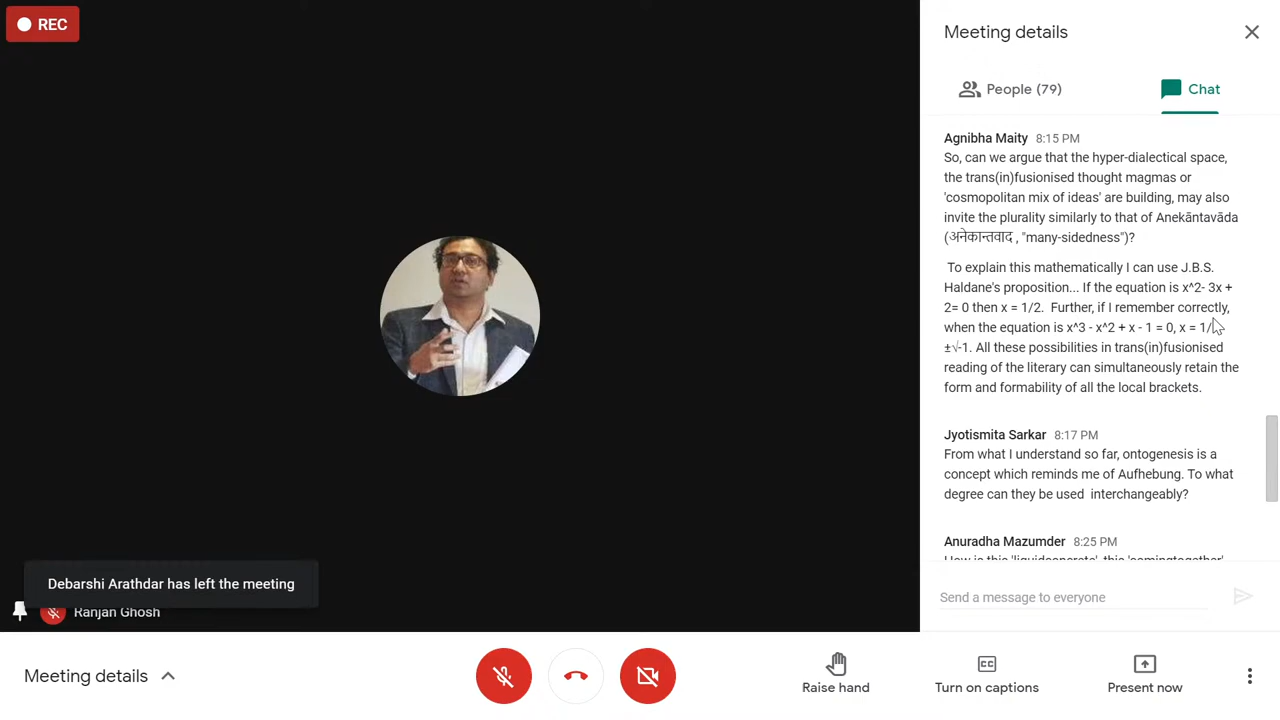 REC
Meeting details
People (79)
Chat
Agnibha Maity 8:15 PM
So, can we argue that the hyper-dialectical space,
the trans(in)fusionised thought magmas or
'cosmopolitan mix of ideas' are building, may also
invite the plurality similarly to that of Anekāntavāda
(अनेकान्तवाद , "many-sidedness")?
To explain this mathematically I can use J.B.S.
Haldane's proposition... If the equation is x^2- 3x +
2= 0 then x = 1/2. Further, if I remember correctly,
when the equation is x^3 - x^2 + x - 1 = 0, x = 1/
±√-1. All these possibilities in trans(in)fusionised
reading of the literary can simultaneously retain the
form and formability of all the local brackets.
Jyotismita Sarkar 8:17 PM
From what I understand so far, ontogenesis is a
concept which reminds me of Aufhebung. To what
degree can they be used interchangeably?
Anuradha Mazumder 8:25 PM
How is this 'liquidconcrete', this 'comingtogether'
Send a message to everyone
Debarshi Arathdar has left the meeting
Ranjan Ghosh
Meeting details
Raise hand
Turn on captions
Present now